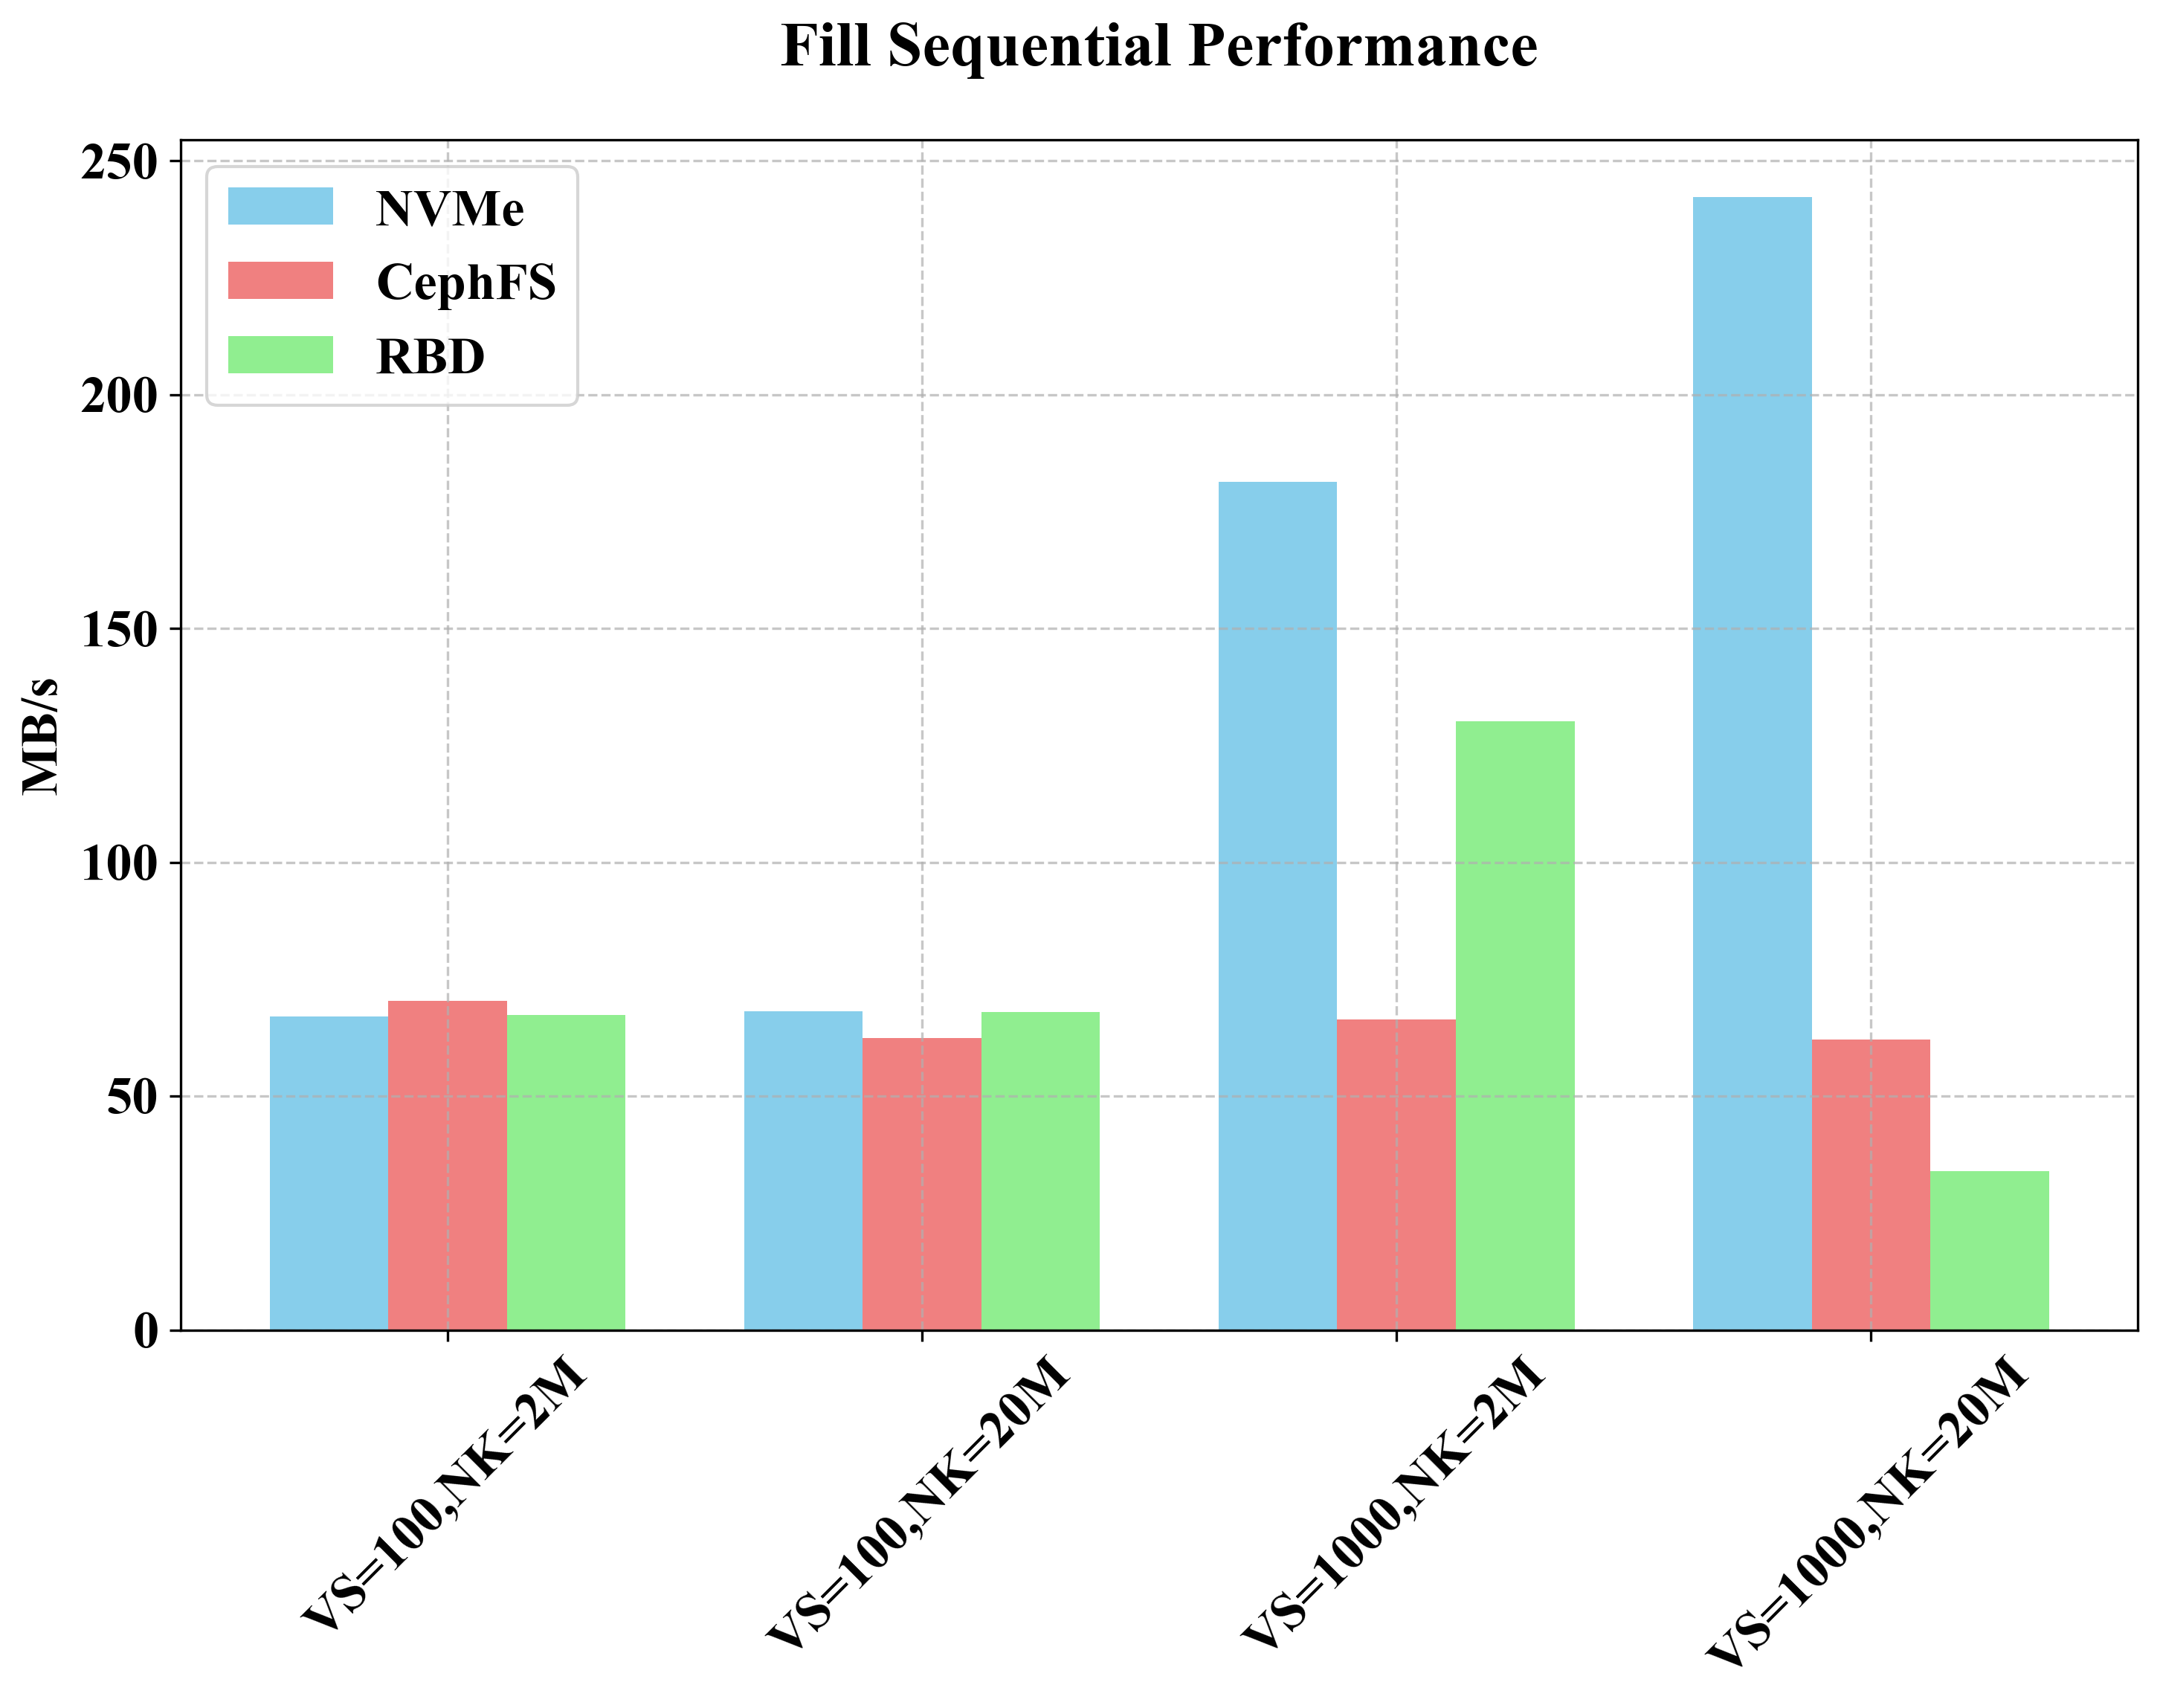 Fill Sequential Performance
250
200
150
100
50
0
MB/s
NVMe
CephFS
RBD
VS=100,NK=2M
VS=100,NK=20M
VS=1000,NK=2M
VS=1000,NK=20M